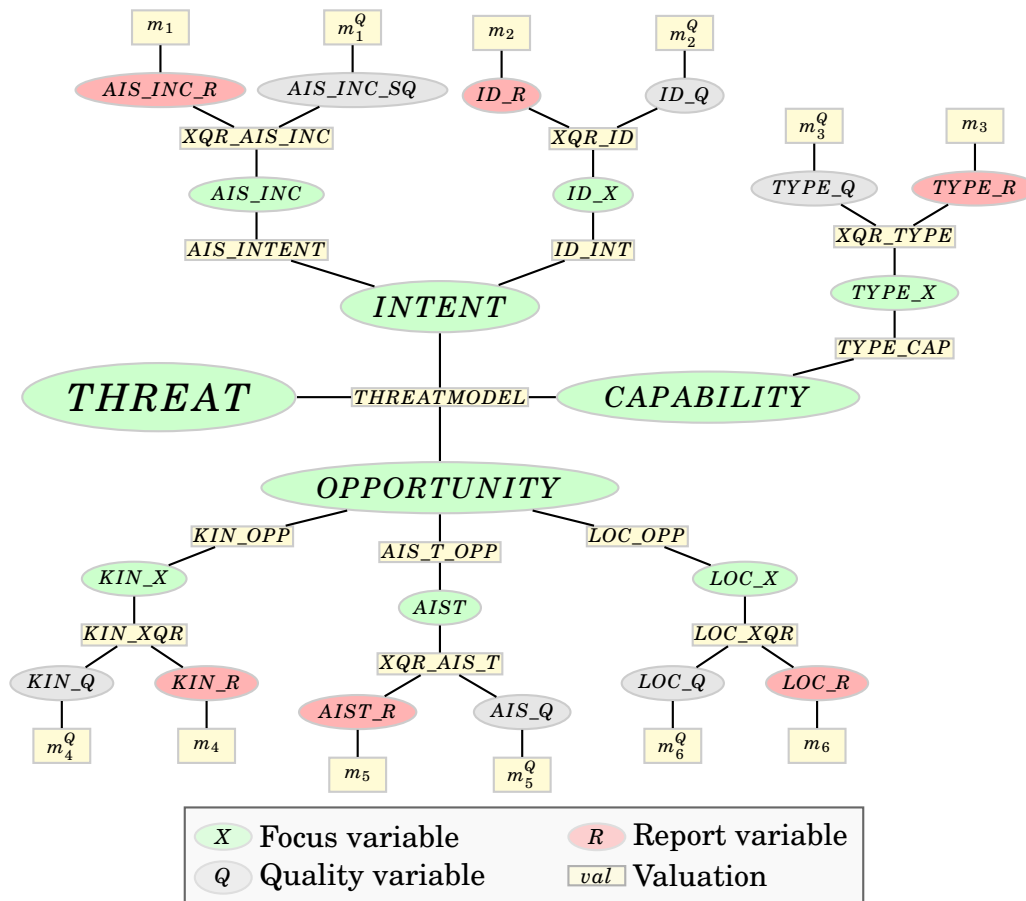 m₁ m₁^Q m₂ m₂^Q
AIS_INC_R AIS_INC_SQ ID_R ID_Q
m₃^Q m₃
XQR_AIS_INC XQR_ID
TYPE_Q TYPE_R
AIS_INC ID_X
XQR_TYPE
AIS_INTENT ID_INT
TYPE_X
INTENT
TYPE_CAP
THREAT THREATMODEL CAPABILITY
OPPORTUNITY
KIN_OPP LOC_OPP
AIS_T_OPP
KIN_X LOC_X
AIST
KIN_XQR LOC_XQR
XQR_AIS_T
KIN_Q KIN_R LOC_Q LOC_R
AIST_R AIS_Q
m₄^Q m₄ m₆^Q m₆
m₅ m₅^Q
X Focus variable R Report variable
Q Quality variable val Valuation